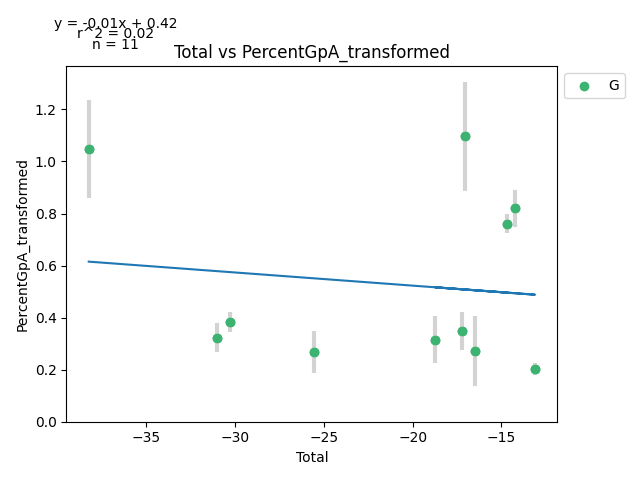 y = -0.01x + 0.42
r^2 = 0.02
n = 11
Total vs PercentGpA_transformed
G
PercentGpA_transformed
1.2
1.0
0.8
0.6
0.4
0.2
0.0
−35
−30
−25
−20
−15
Total